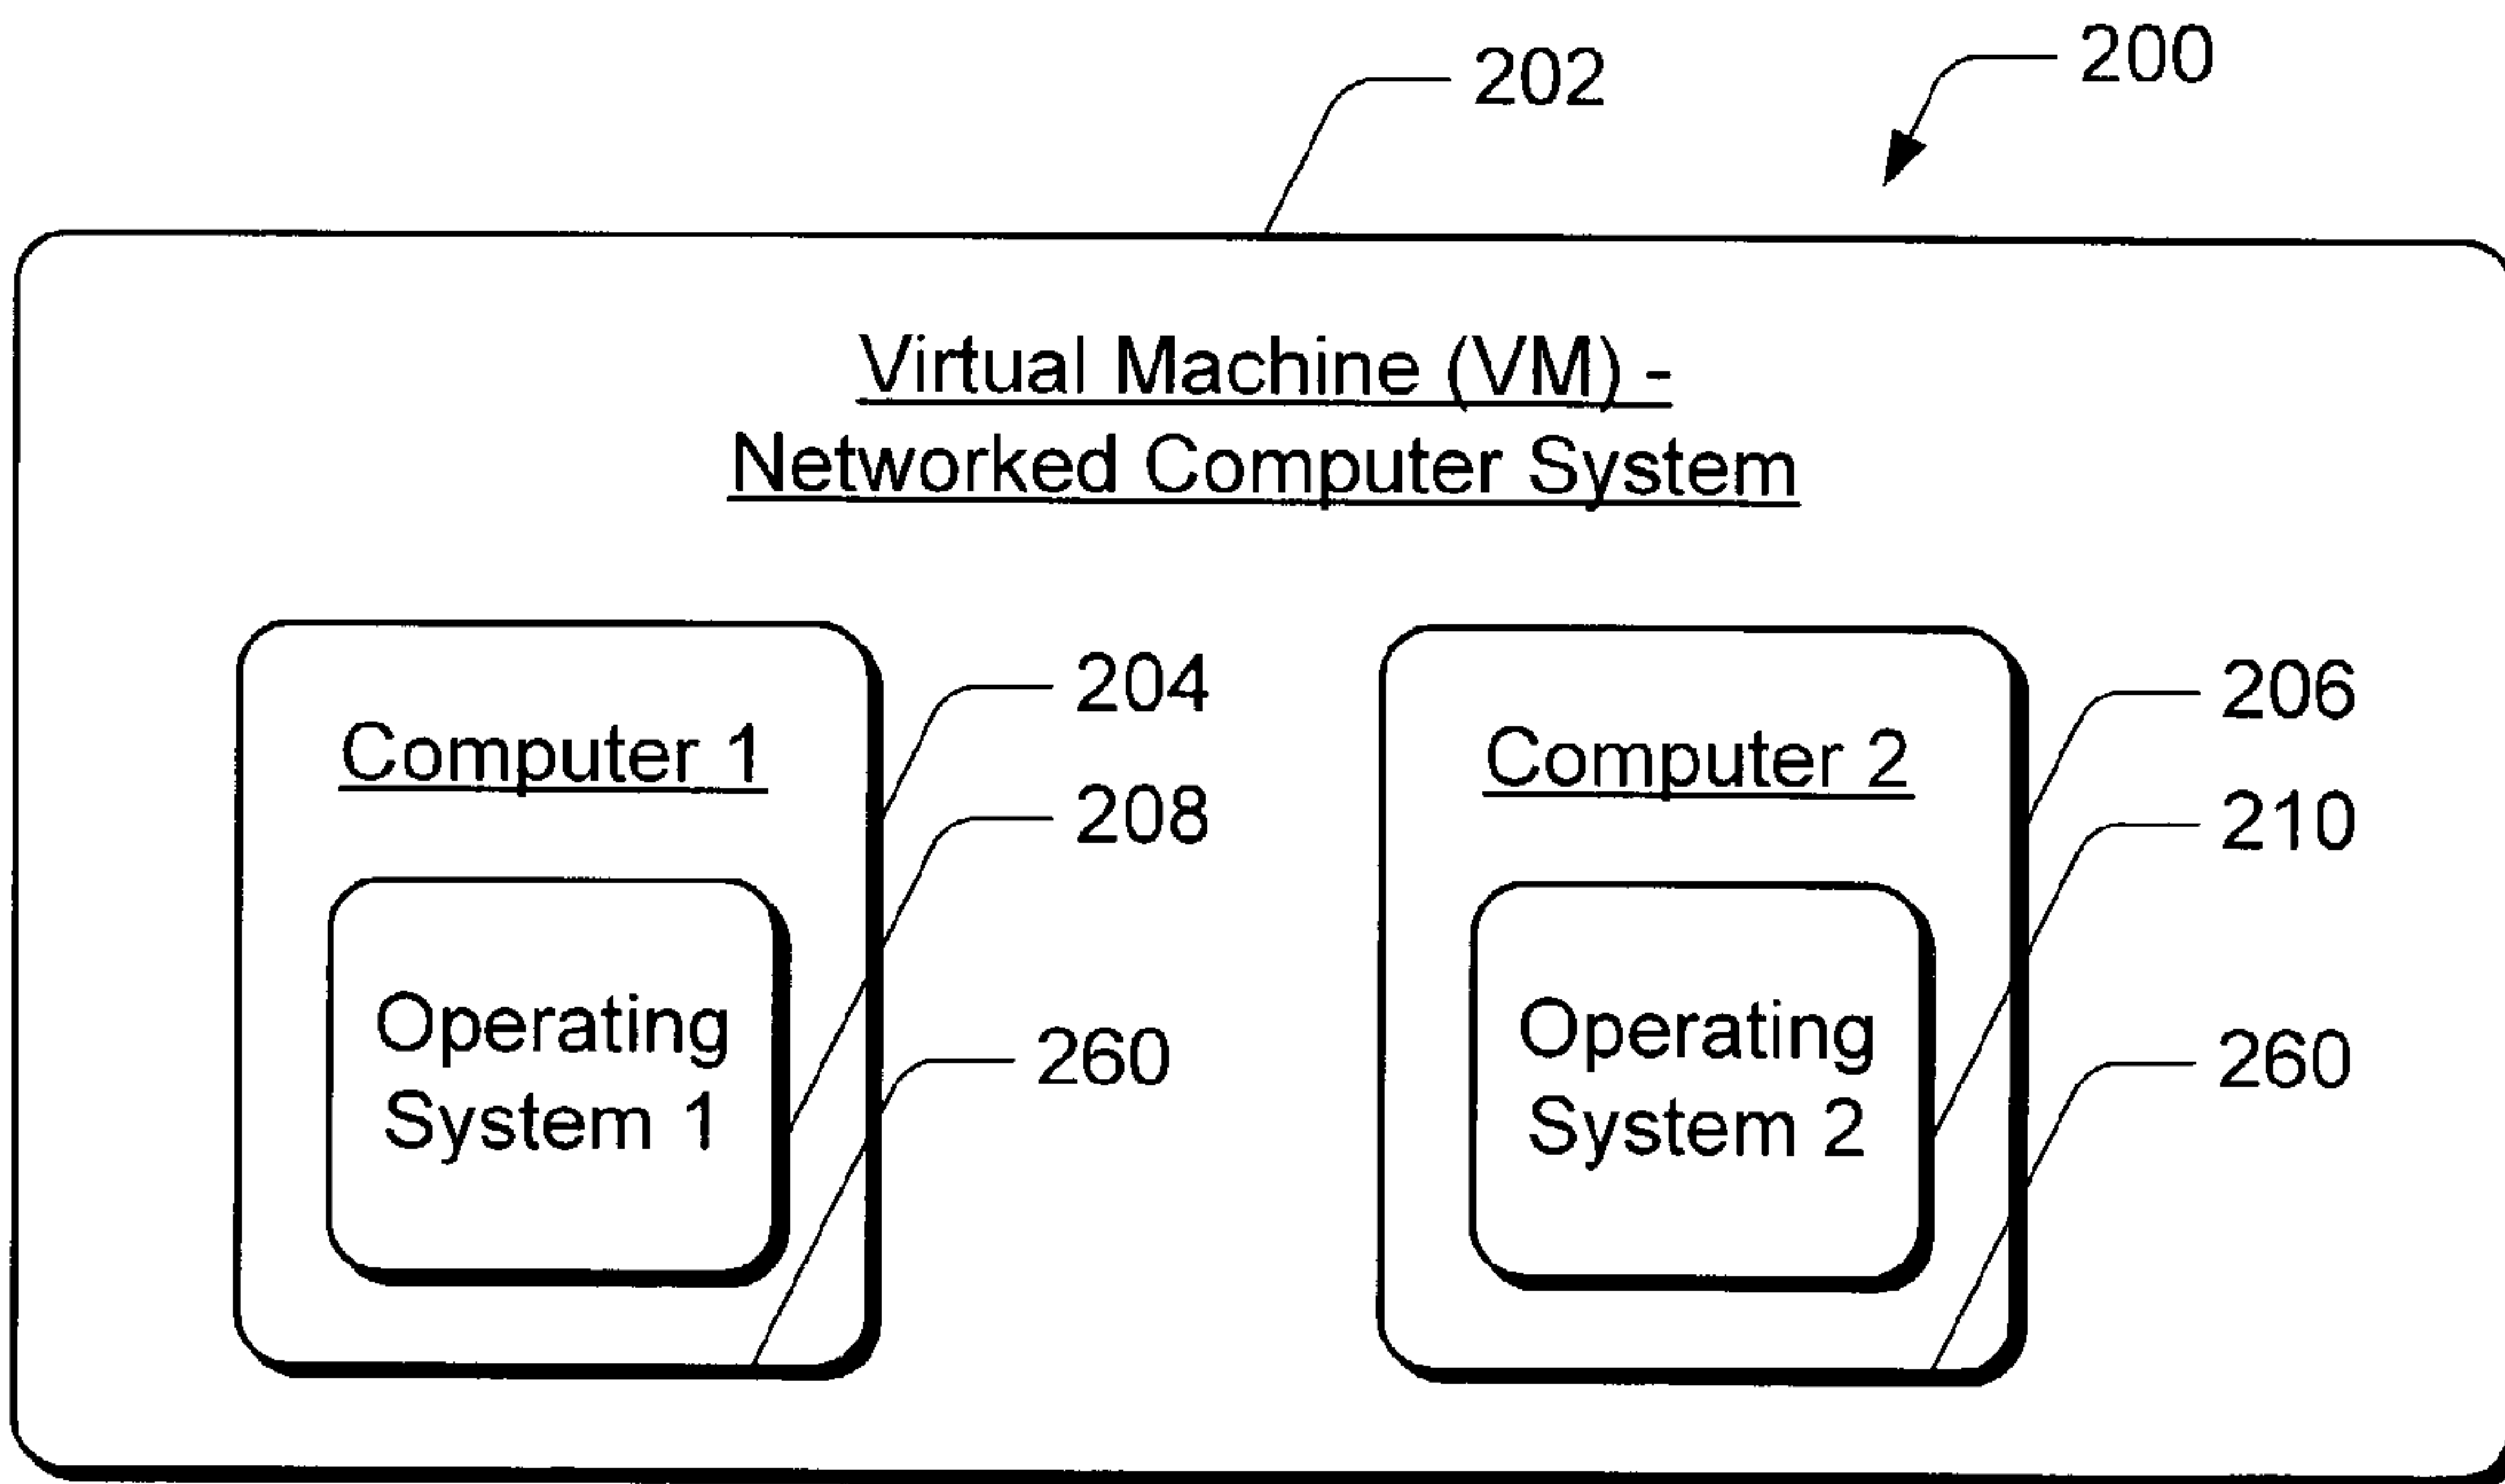 200
202
Virtual Machine (VM) -
Networked Computer System
204
206
Computer 1
Computer 2
208
210
Operating
System 1
260
Operating
System 2
260